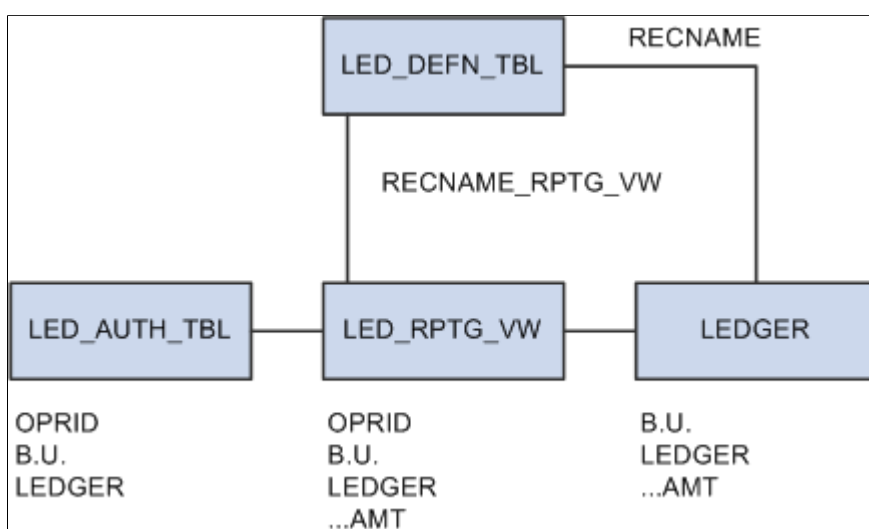 LED_DEFN_TBL
RECNAME
RECNAME_RPTG_VW
LED_AUTH_TBL
LED_RPTG_VW
LEDGER
OPRID
B.U.
LEDGER
OPRID
B.U.
LEDGER
...AMT
B.U.
LEDGER
...AMT